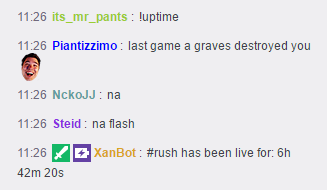 11:26 its_mr_pants : !uptime
11:26 Piantizzimo : last game a graves destroyed you
11:26 NckoJJ : na
11:26 Steid : na flash
11:26 XanBot : #rush has been live for: 6h
42m 20s